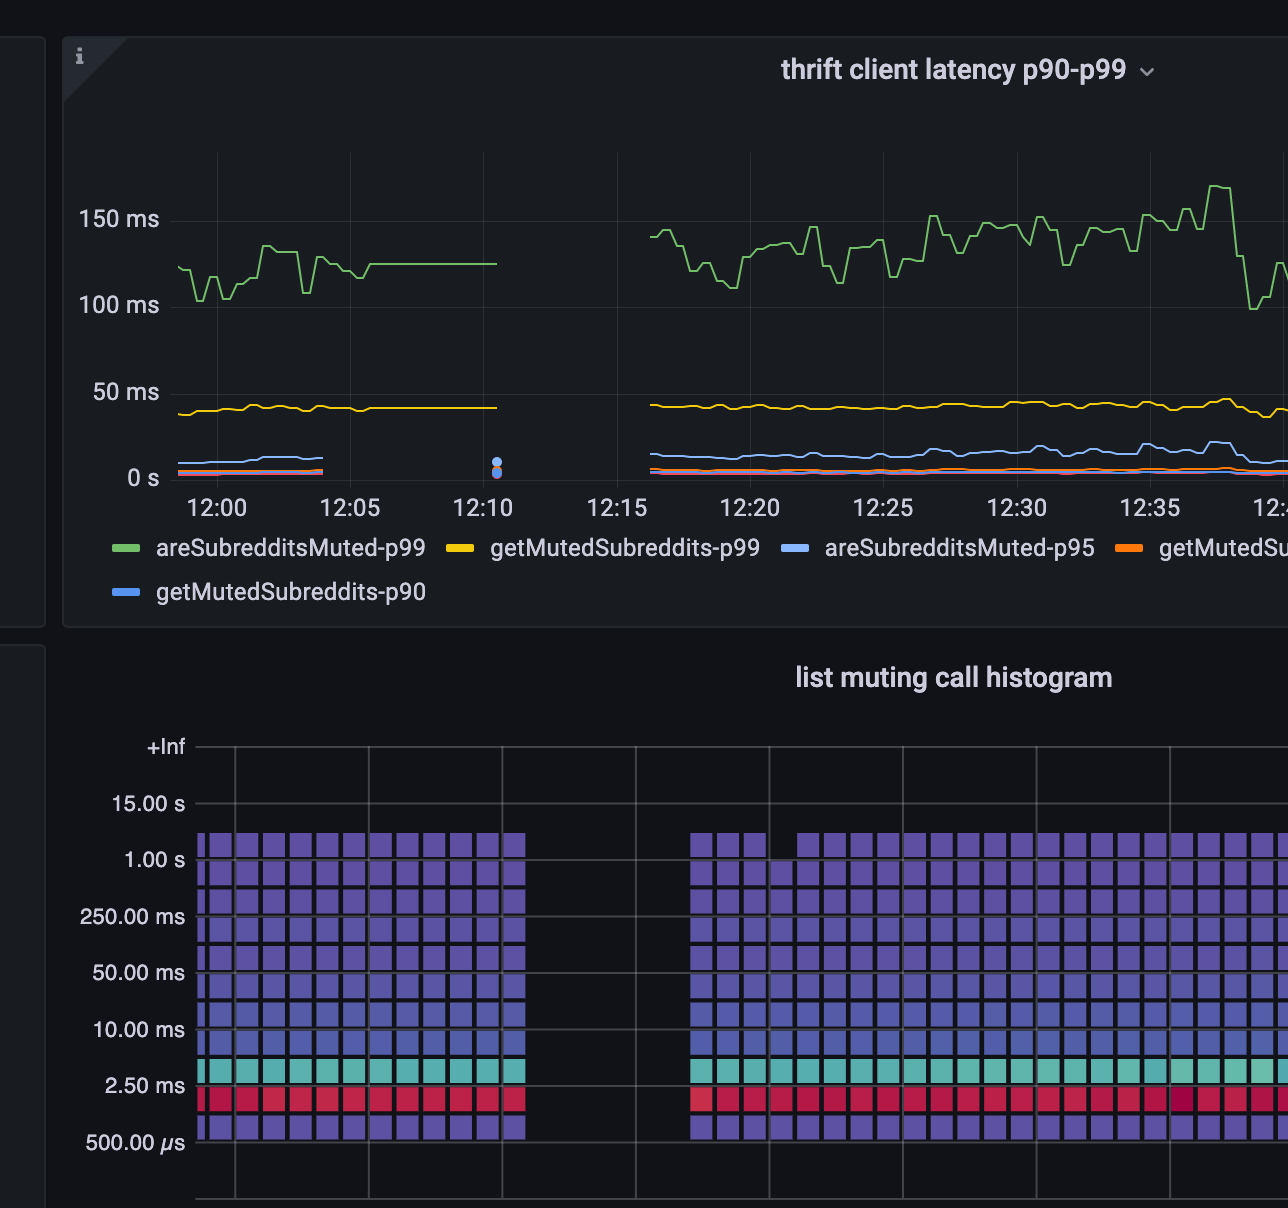 i
thrift client latency p90-p99
150 ms
100 ms
50 ms
0 s
12:00 12:05 12:10 12:15 12:20 12:25 12:30 12:35 12:4
areSubredditsMuted-p99 getMutedSubreddits-p99 areSubredditsMuted-p95 getMutedSu
getMutedSubreddits-p90
list muting call histogram
+Inf
15.00 s
1.00 s
250.00 ms
50.00 ms
10.00 ms
2.50 ms
500.00 µs